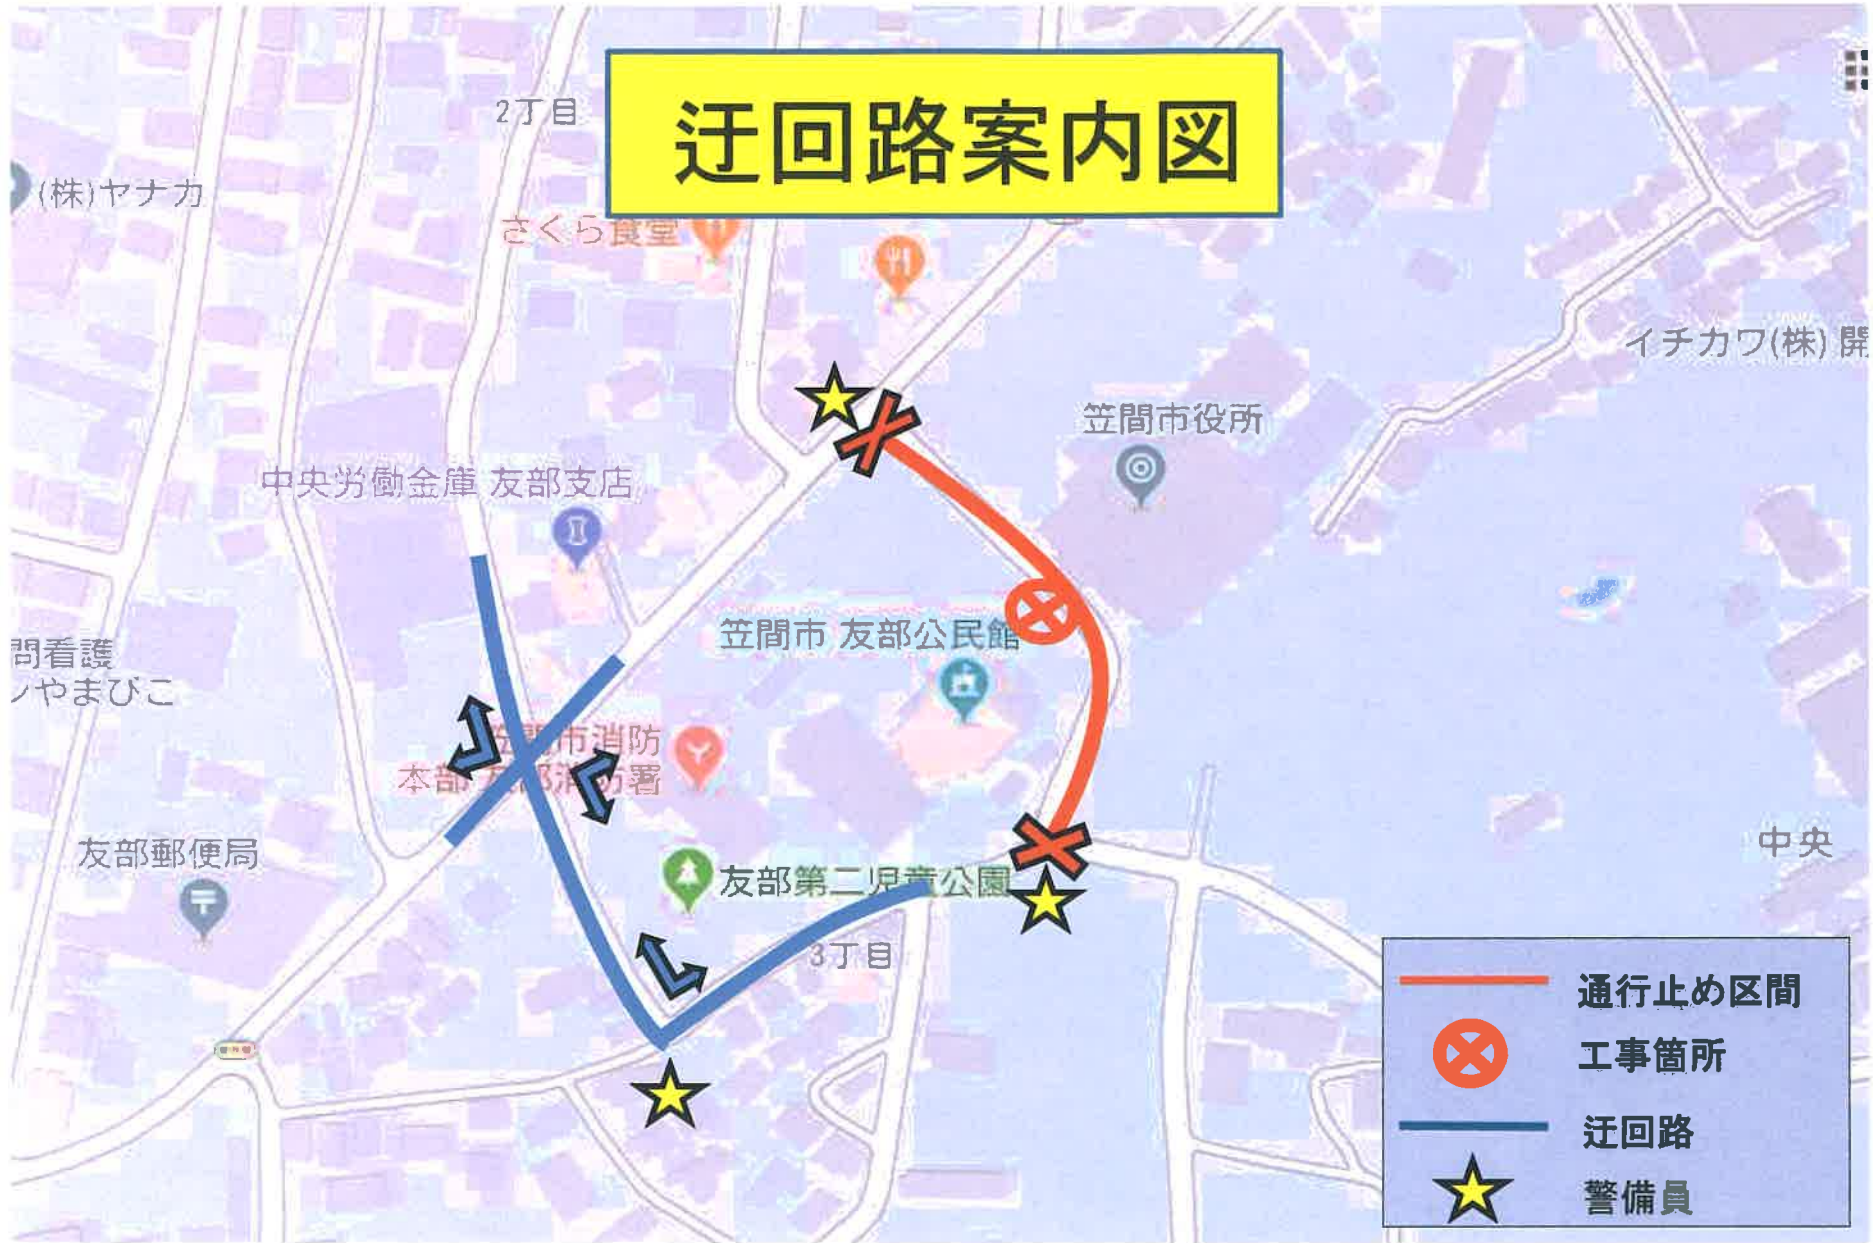 迂回路案内図
2丁目
(株)ヤナカ
さくら食堂
イチカワ(株) 開
笠間市役所
中央労働金庫 友部支店
笠間市 友部公民館
問看護
ンやまびこ
笠間市消防
本部 友部消防署
友部郵便局
友部第二児童公園
中央
3丁目
通行止め区間
工事箇所
迂回路
警備員